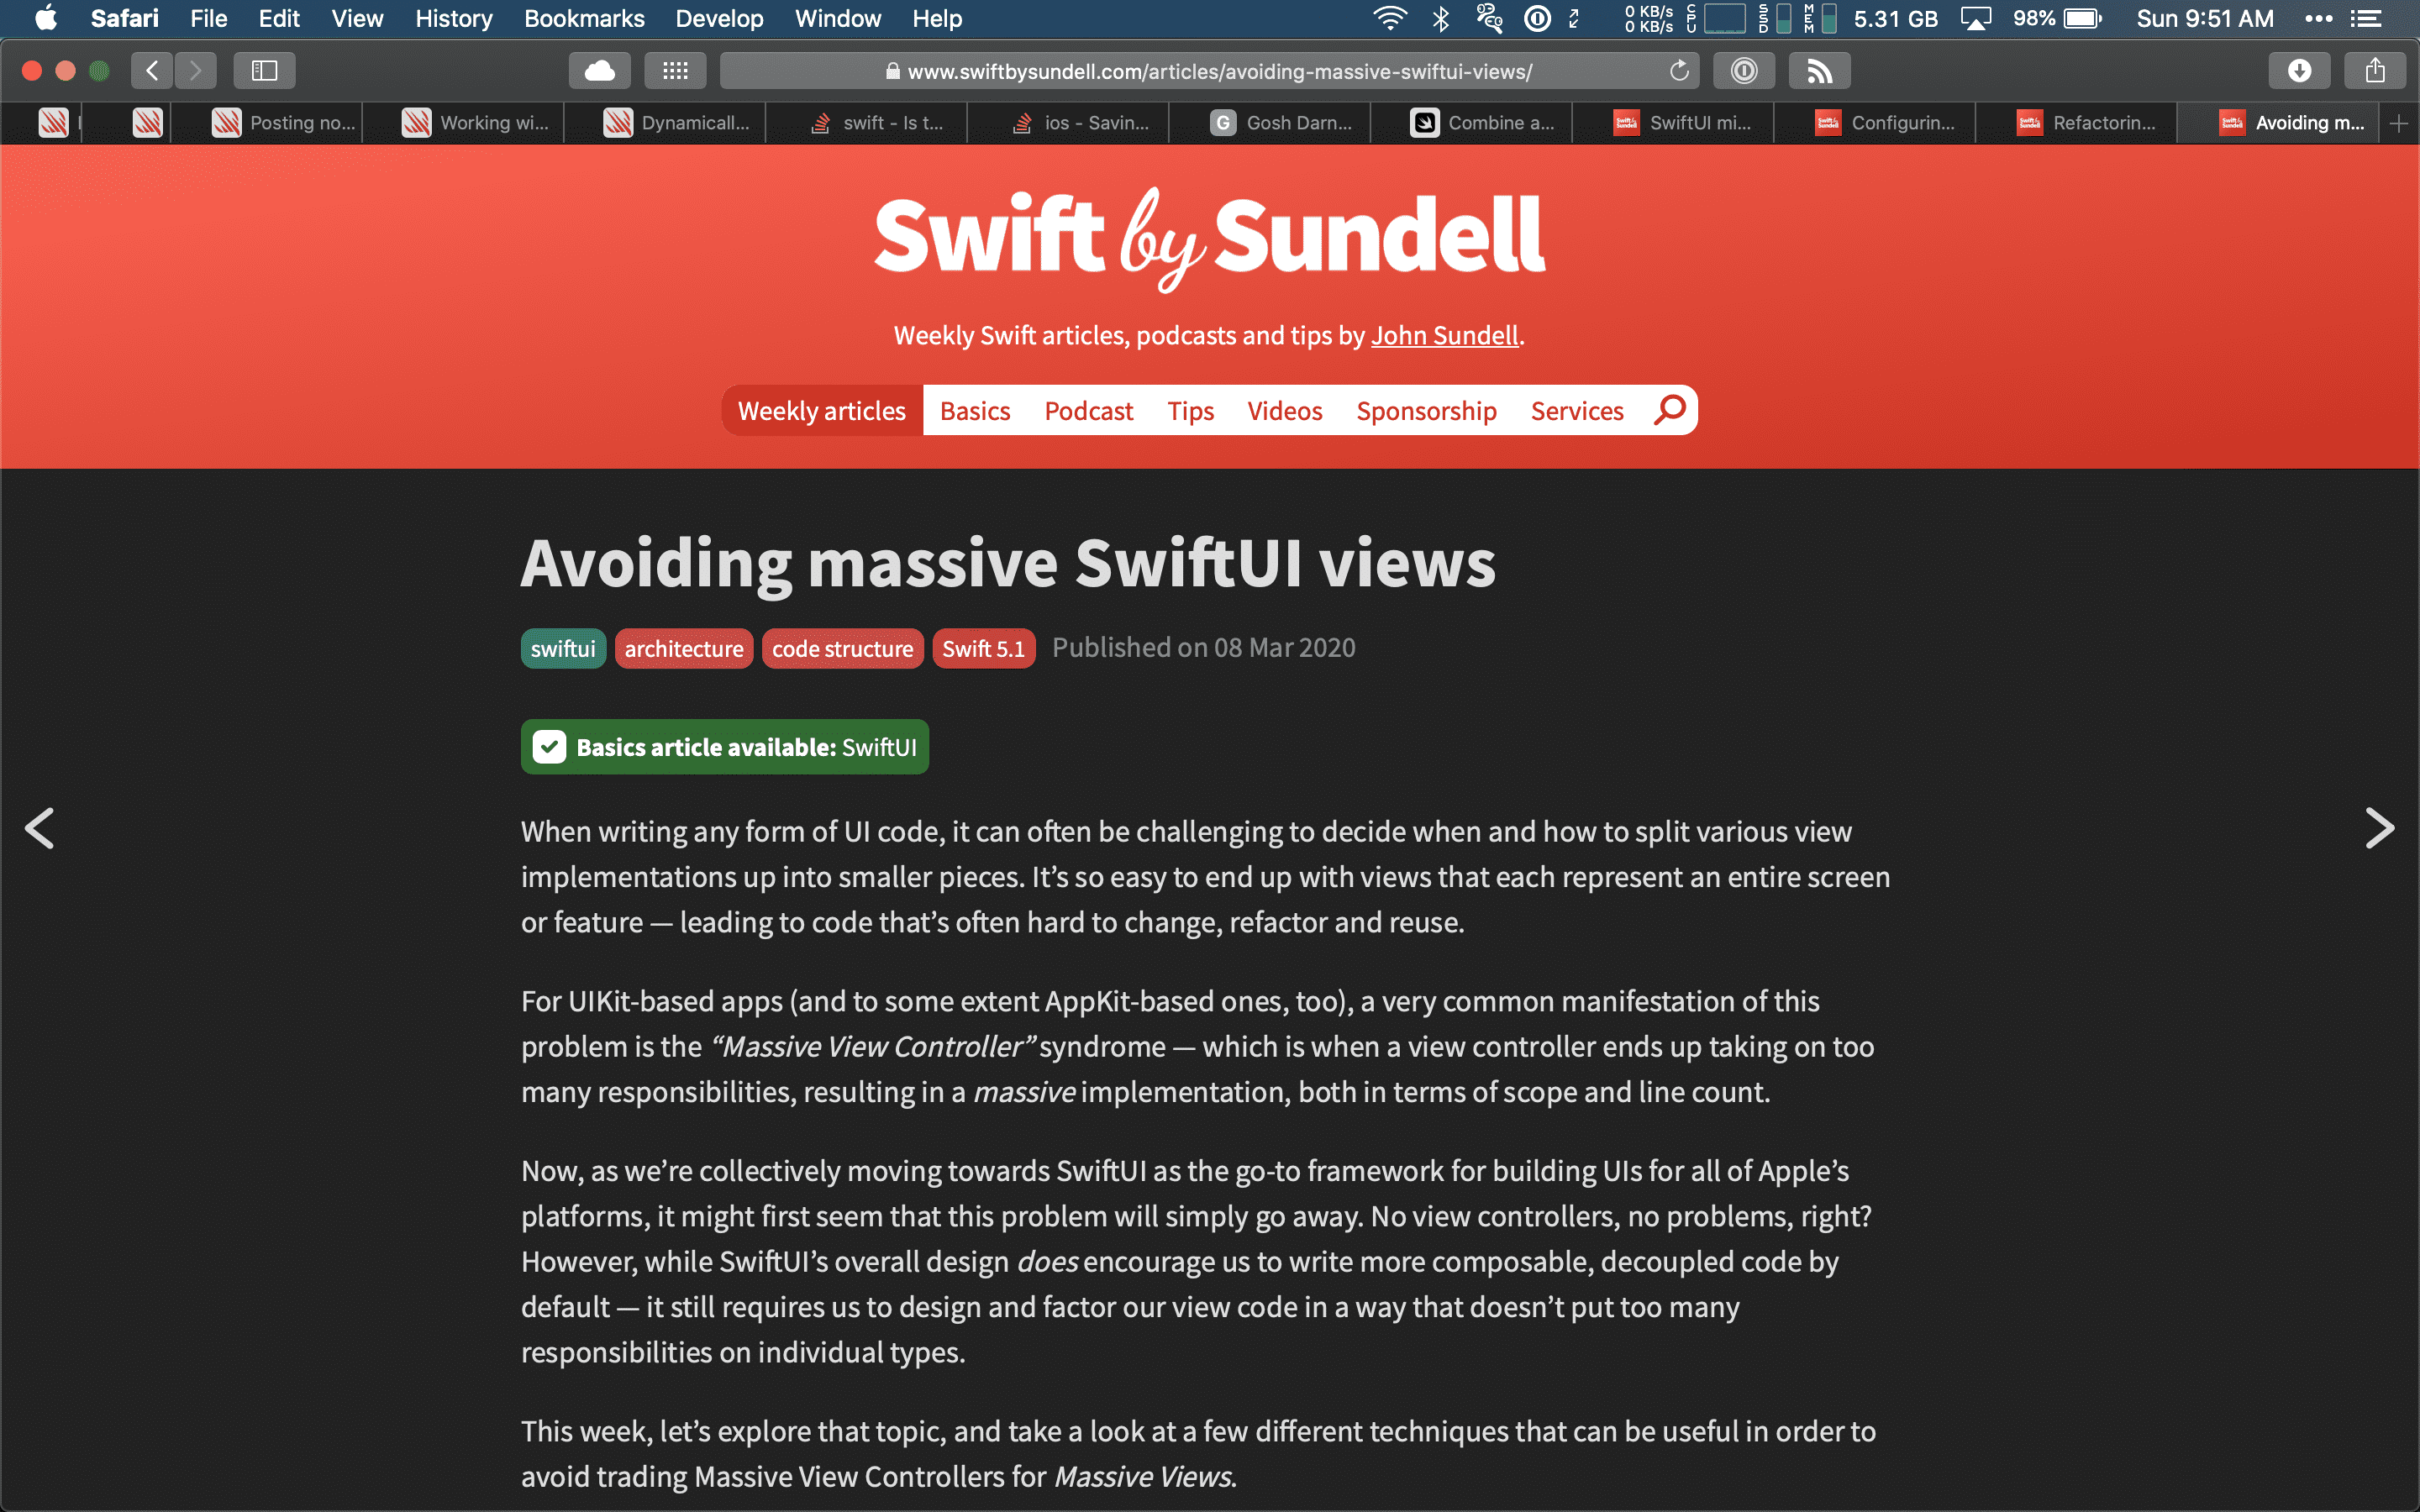 Safari File Edit View History Bookmarks Develop Window Help 0 KB/s 0 KB/s CPU SSD MEM 5.31 GB 98% Sun 9:51 AM
www.swiftbysundell.com/articles/avoiding-massive-swiftui-views/
Posting no... Working wi... Dynamicall... swift - Is t... ios - Savin... G Gosh Darn... Combine a... SwiftUI mi... Configurin... Refactorin... Avoiding m...
Swift by Sundell
Weekly Swift articles, podcasts and tips by John Sundell.
Weekly articles Basics Podcast Tips Videos Sponsorship Services
Avoiding massive SwiftUI views
swiftui architecture code structure Swift 5.1 Published on 08 Mar 2020
Basics article available: SwiftUI
When writing any form of UI code, it can often be challenging to decide when and how to split various view
implementations up into smaller pieces. It’s so easy to end up with views that each represent an entire screen
or feature — leading to code that’s often hard to change, refactor and reuse.
For UIKit-based apps (and to some extent AppKit-based ones, too), a very common manifestation of this
problem is the “Massive View Controller” syndrome — which is when a view controller ends up taking on too
many responsibilities, resulting in a massive implementation, both in terms of scope and line count.
Now, as we’re collectively moving towards SwiftUI as the go-to framework for building UIs for all of Apple’s
platforms, it might first seem that this problem will simply go away. No view controllers, no problems, right?
However, while SwiftUI’s overall design does encourage us to write more composable, decoupled code by
default — it still requires us to design and factor our view code in a way that doesn’t put too many
responsibilities on individual types.
This week, let’s explore that topic, and take a look at a few different techniques that can be useful in order to
avoid trading Massive View Controllers for Massive Views.